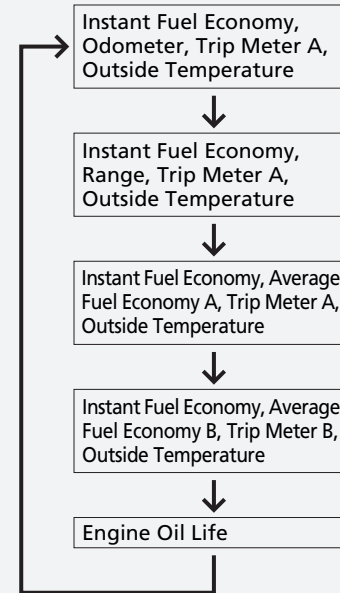 Instant Fuel Economy,
Odometer, Trip Meter A,
Outside Temperature
Instant Fuel Economy,
Range, Trip Meter A,
Outside Temperature
Instant Fuel Economy, Average
Fuel Economy A, Trip Meter A,
Outside Temperature
Instant Fuel Economy, Average
Fuel Economy B, Trip Meter B,
Outside Temperature
Engine Oil Life